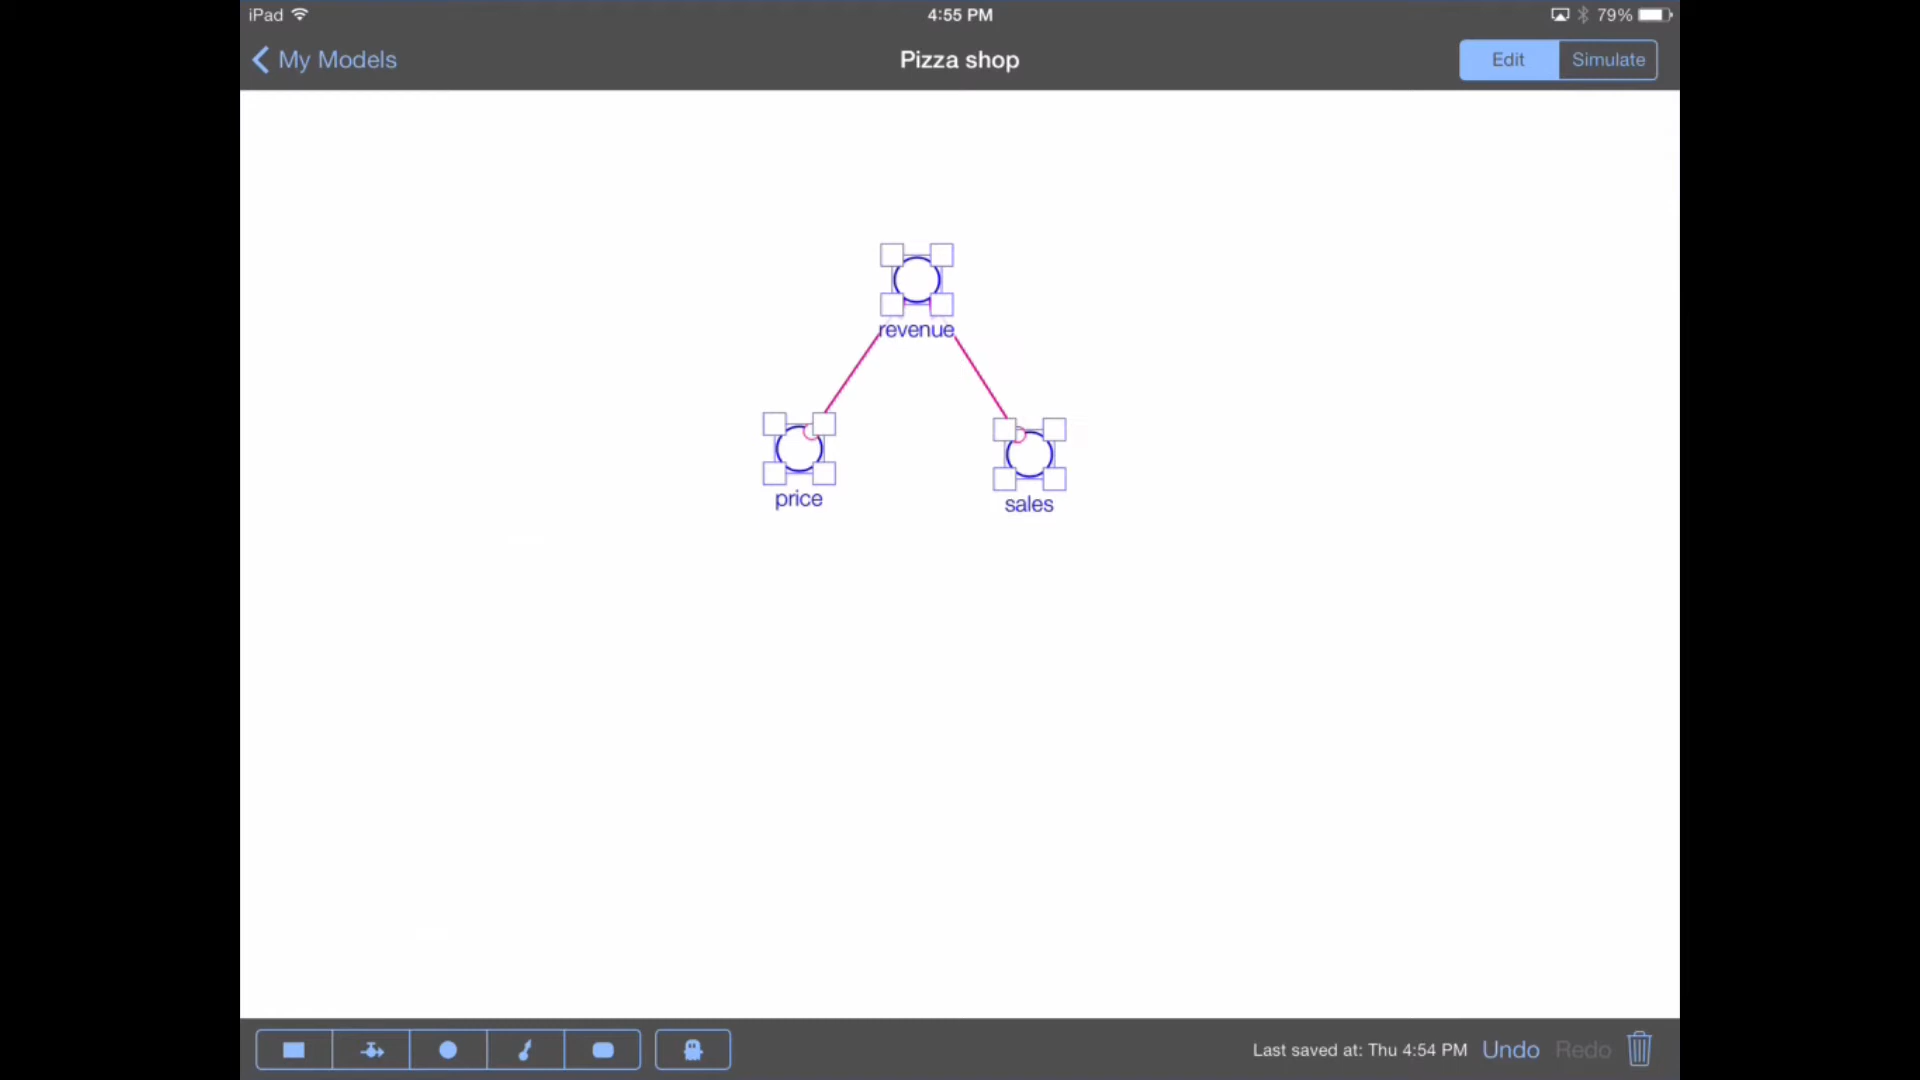 iPad
4:55 PM
79%
My Models
Pizza shop
Edit
Simulate
revenue
price
sales
Last saved at: Thu 4:54 PM
Undo
Redo